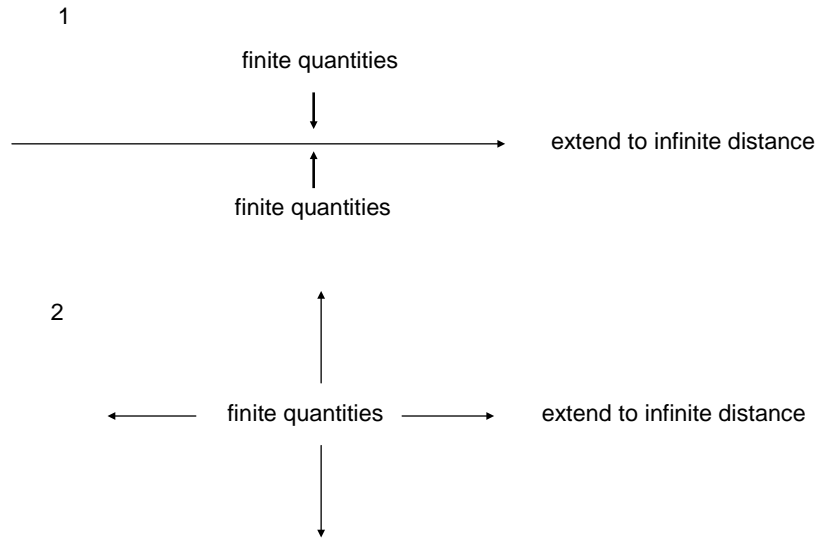 1
finite quantities
extend to infinite distance
finite quantities
2
finite quantities
extend to infinite distance